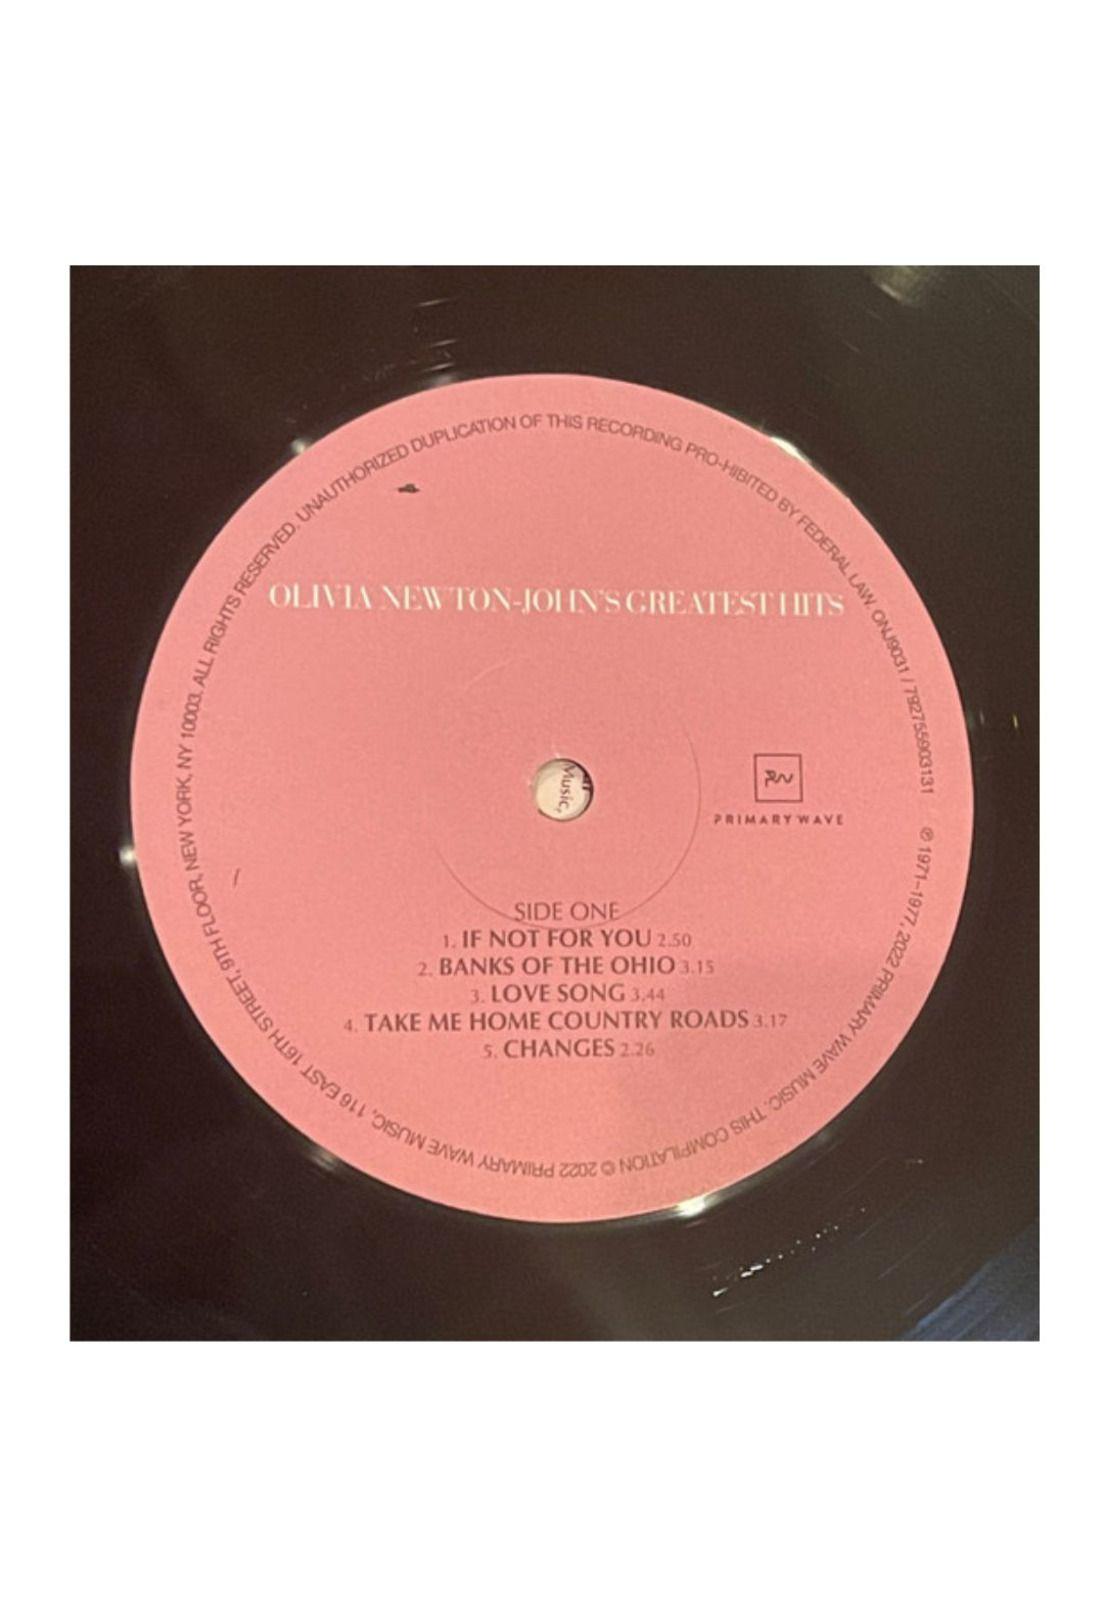 UNAUTHORIZED DUPLICATION OF THIS RECORDING PRO-HIBITED BY FEDERAL LAW. ONJ9031 / 792755903131
℗ 1971-1977, 2022 PRIMARY WAVE MUSIC. THIS COMPILATION © 2022 PRIMARY WAVE MUSIC, 116 EAST 16TH STREET, 9TH FLOOR, NEW YORK, NY 10003. ALL RIGHTS RESERVED.
OLIVIA NEWTON-JOHN'S GREATEST HITS
Music,
PRIMARY WAVE
SIDE ONE
1. IF NOT FOR YOU 2.50
2. BANKS OF THE OHIO 3.15
3. LOVE SONG 3.44
4. TAKE ME HOME COUNTRY ROADS 3.17
5. CHANGES 2.26